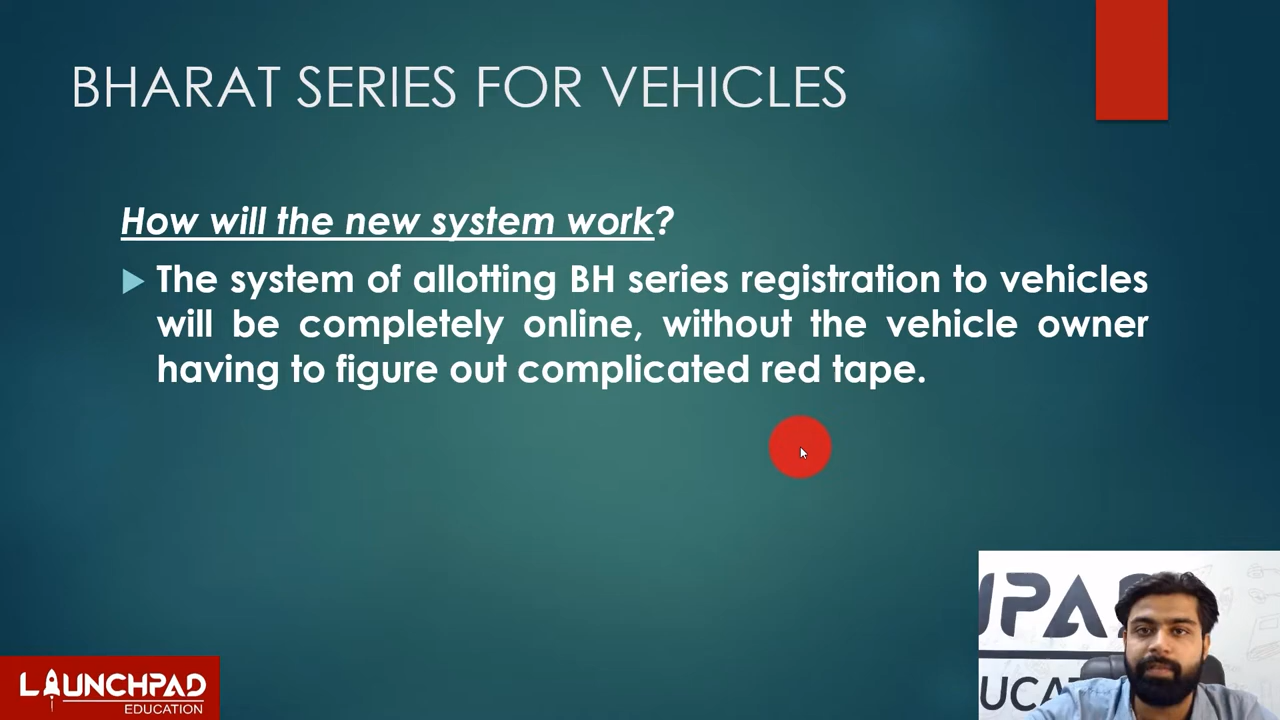 BHARAT SERIES FOR VEHICLES
How will the new system work?
The system of allotting BH series registration to vehicles
will be completely online, without the vehicle owner
having to figure out complicated red tape.
LAUNCHPAD
EDUCATION